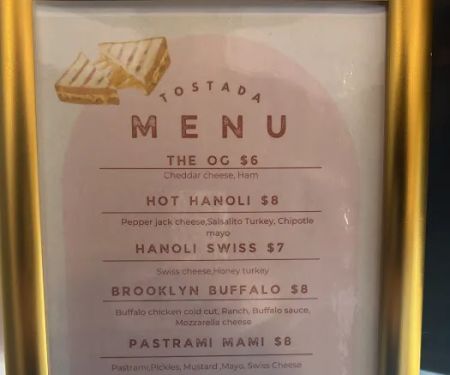 TOSTADA
MENU
THE OG $6
Cheddar cheese, Ham
HOT HANOLI $8
Pepper jack cheese,Salsalito Turkey, Chipotle
mayo
HANOLI SWISS $7
Swiss cheese,Honey turkey
BROOKLYN BUFFALO $8
Buffalo chicken cold cut, Ranch, Buffalo sauce,
Mozzarella cheese
PASTRAMI MAMI $8
Pastrami,Pickles, Mustard ,Mayo, Swiss Cheese